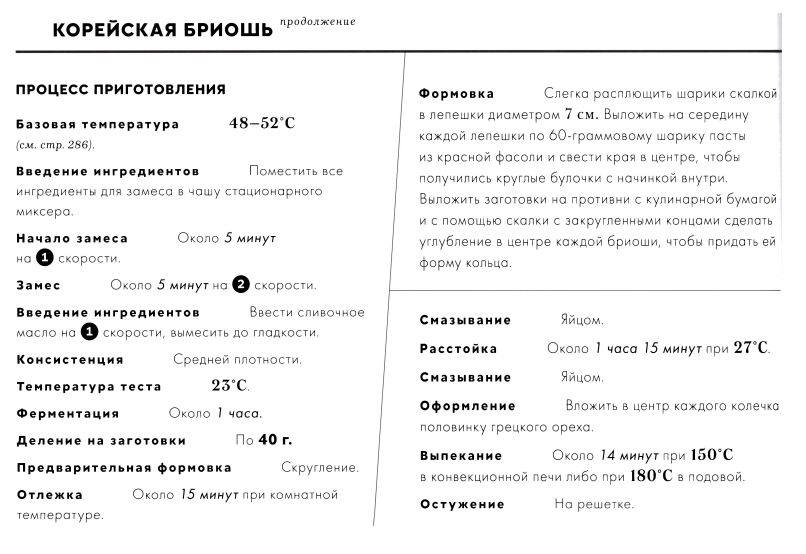 КОРЕЙСКАЯ БРИОШЬ продолжение
ПРОЦЕСС ПРИГОТОВЛЕНИЯ
Базовая температура 48–52°C
(см. стр. 286).
Введение ингредиентов Поместить все
ингредиенты для замеса в чашу стационарного
миксера.
Начало замеса Около 5 минут
на 1 скорости.
Замес Около 5 минут на 2 скорости.
Введение ингредиентов Ввести сливочное
масло на 1 скорости, вымесить до гладкости.
Консистенция Средней плотности.
Температура теста 23°C.
Ферментация Около 1 часа.
Деление на заготовки По 40 г.
Предварительная формовка Скругление.
Отлежка Около 15 минут при комнатной
температуре.
Формовка Слегка расплющить шарики скалкой
в лепешки диаметром 7 см. Выложить на середину
каждой лепешки по 60-граммовому шарику пасты
из красной фасоли и свести края в центре, чтобы
получились круглые булочки с начинкой внутри.
Выложить заготовки на противни с кулинарной бумагой
и с помощью скалки с закругленными концами сделать
углубление в центре каждой бриоши, чтобы придать ей
форму кольца.
Смазывание Яйцом.
Расстойка Около 1 часа 15 минут при 27°C.
Смазывание Яйцом.
Оформление Вложить в центр каждого колечка
половинку грецкого ореха.
Выпекание Около 14 минут при 150°C
в конвекционной печи либо при 180°C в подовой.
Остужение На решетке.